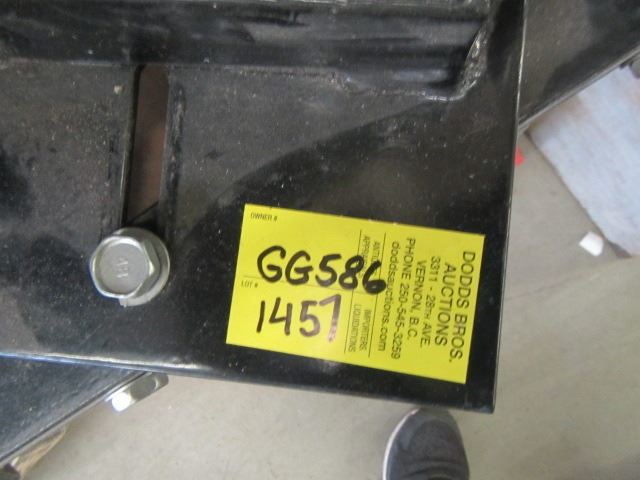 OWNER #
GG586
LOT #
1457
DODDS BROS.
AUCTIONS
3311 - 28TH AVE.
VERNON, B.C.
PHONE 250-545-3259
doddsauctions.com
IMPORTERS
LIQUIDATIONS